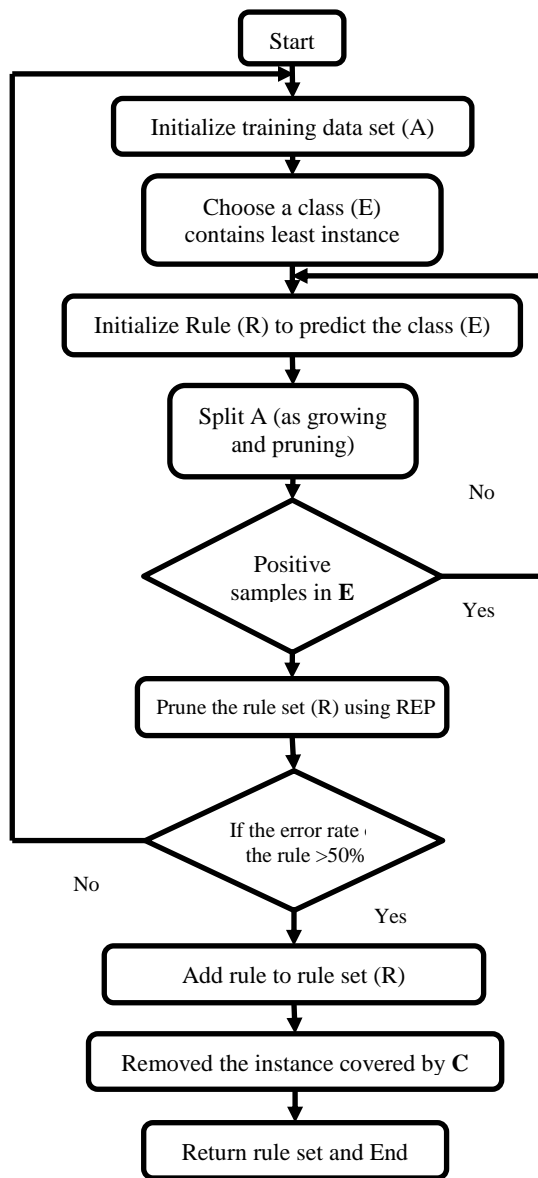 Start
Initialize training data set (A)
Choose a class (E)
contains least instance
Initialize Rule (R) to predict the class (E)
Split A (as growing
and pruning)
No
Positive
samples in E
Yes
Prune the rule set (R) using REP
If the error rate
the rule >50%
No
Yes
Add rule to rule set (R)
Removed the instance covered by C
Return rule set and End